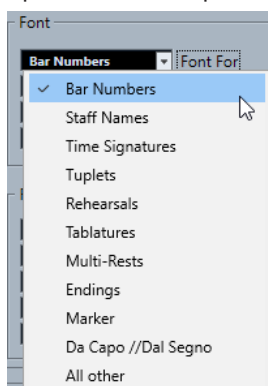 Font
Bar Numbers Font For
Bar Numbers
Staff Names
Time Signatures
Tuplets
Rehearsals
Tablatures
Multi-Rests
Endings
Marker
Da Capo //Dal Segno
All other